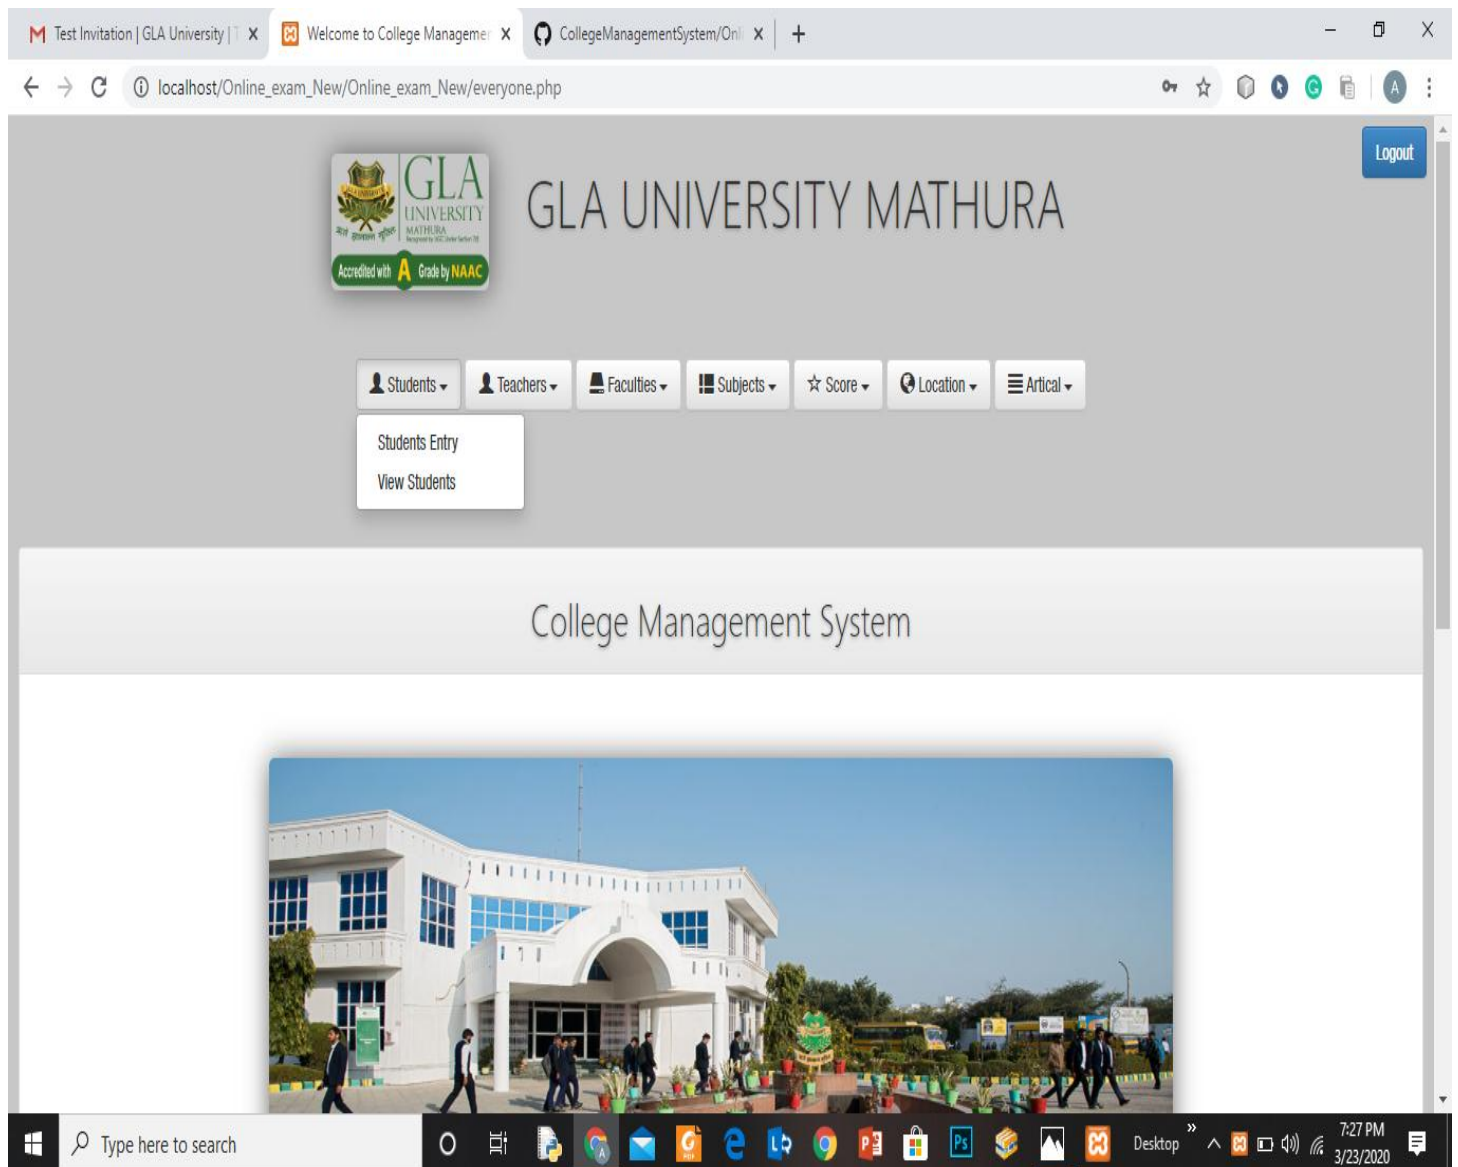 Test Invitation | GLA University | T
Welcome to College Managemen
CollegeManagementSystem/Onli
localhost/Online_exam_New/Online_exam_New/everyone.php
A
Logout
GLA
UNIVERSITY
MATHURA
Accredited with A Grade by NAAC
GLA UNIVERSITY MATHURA
Students
Teachers
Faculties
Subjects
Score
Location
Artical
Students Entry
View Students
College Management System
Type here to search
Desktop
7:27 PM
3/23/2020